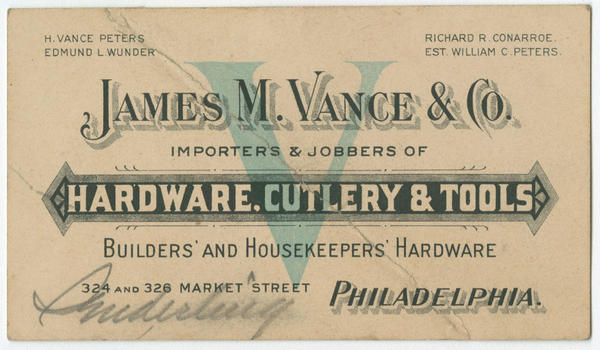 H. VANCE PETERS
EDMUND L. WUNDER
RICHARD R. CONARROE.
EST. WILLIAM C. PETERS.
V
JAMES M. VANCE & CO.
IMPORTERS & JOBBERS OF
HARDWARE, CUTLERY & TOOLS
BUILDERS' AND HOUSEKEEPERS' HARDWARE
324 AND 326 MARKET STREET
PHILADELPHIA.